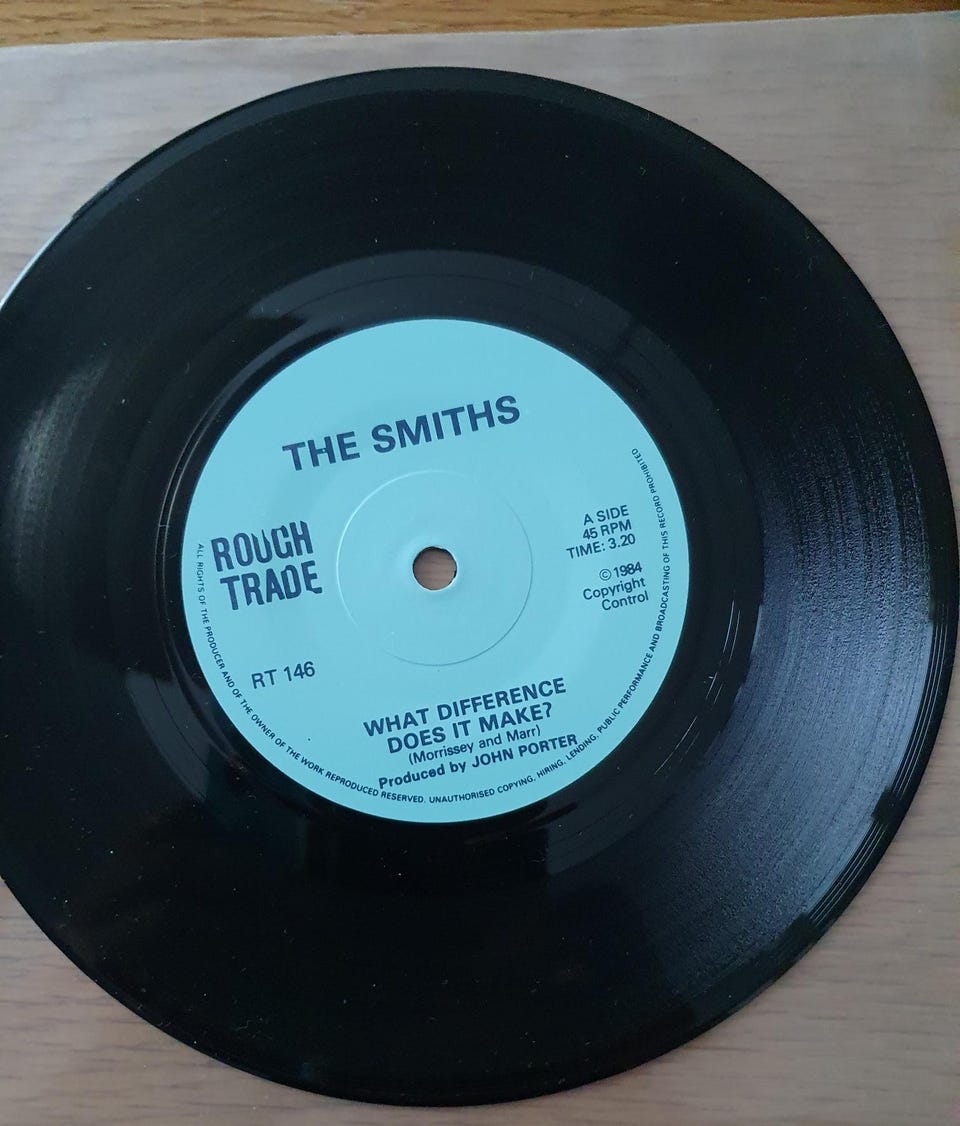 THE SMITHS
ROUGH
TRADE
A SIDE
45 RPM
TIME: 3.20
© 1984
Copyright
Control
RT 146
WHAT DIFFERENCE
DOES IT MAKE?
(Morrissey and Marr)
Produced by JOHN PORTER
ALL RIGHTS OF THE PRODUCER AND OF THE OWNER OF THE WORK REPRODUCED RESERVED. UNAUTHORISED COPYING, HIRING, LENDING, PUBLIC PERFORMANCE AND BROADCASTING OF THIS RECORD PROHIBITED